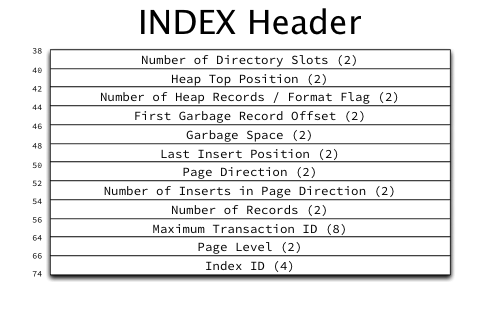 INDEX Header
38
Number of Directory Slots (2)
40
Heap Top Position (2)
42
Number of Heap Records / Format Flag (2)
44
First Garbage Record Offset (2)
46
Garbage Space (2)
48
Last Insert Position (2)
50
Page Direction (2)
52
Number of Inserts in Page Direction (2)
54
Number of Records (2)
56
Maximum Transaction ID (8)
64
Page Level (2)
66
Index ID (4)
74